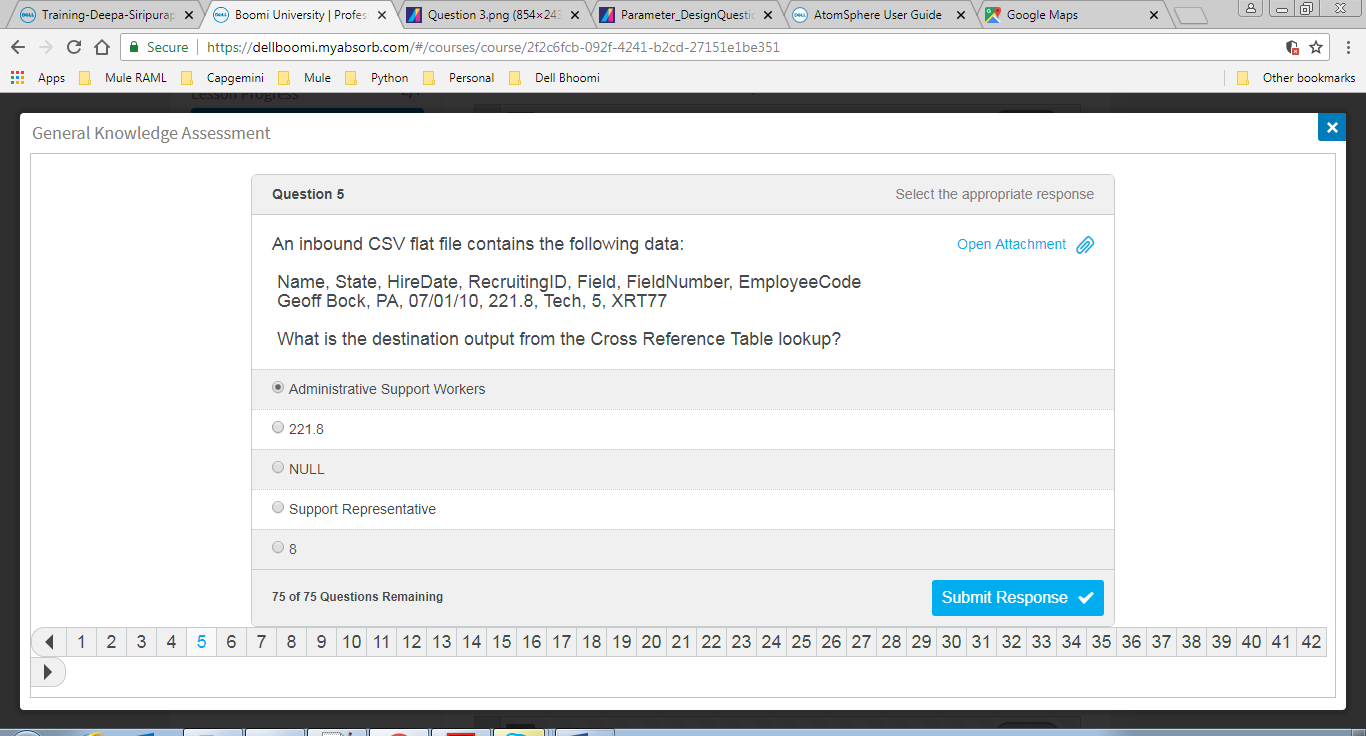 Training-Deepa-Siripurap
Boomi University | Profes
Question 3.png (854×243
Parameter_DesignQuestic
AtomSphere User Guide
Google Maps
Secure https://dellboomi.myabsorb.com/#/courses/course/2f2c6fcb-092f-4241-b2cd-27151e1be351
Apps Mule RAML Capgemini Mule Python Personal Dell Bhoomi Other bookmarks
Lesson Progress
General Knowledge Assessment
Question 5 Select the appropriate response
An inbound CSV flat file contains the following data: Open Attachment
Name, State, HireDate, RecruitingID, Field, FieldNumber, EmployeeCode
Geoff Bock, PA, 07/01/10, 221.8, Tech, 5, XRT77
What is the destination output from the Cross Reference Table lookup?
Administrative Support Workers
221.8
NULL
Support Representative
8
75 of 75 Questions Remaining Submit Response
1 2 3 4 5 6 7 8 9 10 11 12 13 14 15 16 17 18 19 20 21 22 23 24 25 26 27 28 29 30 31 32 33 34 35 36 37 38 39 40 41 42